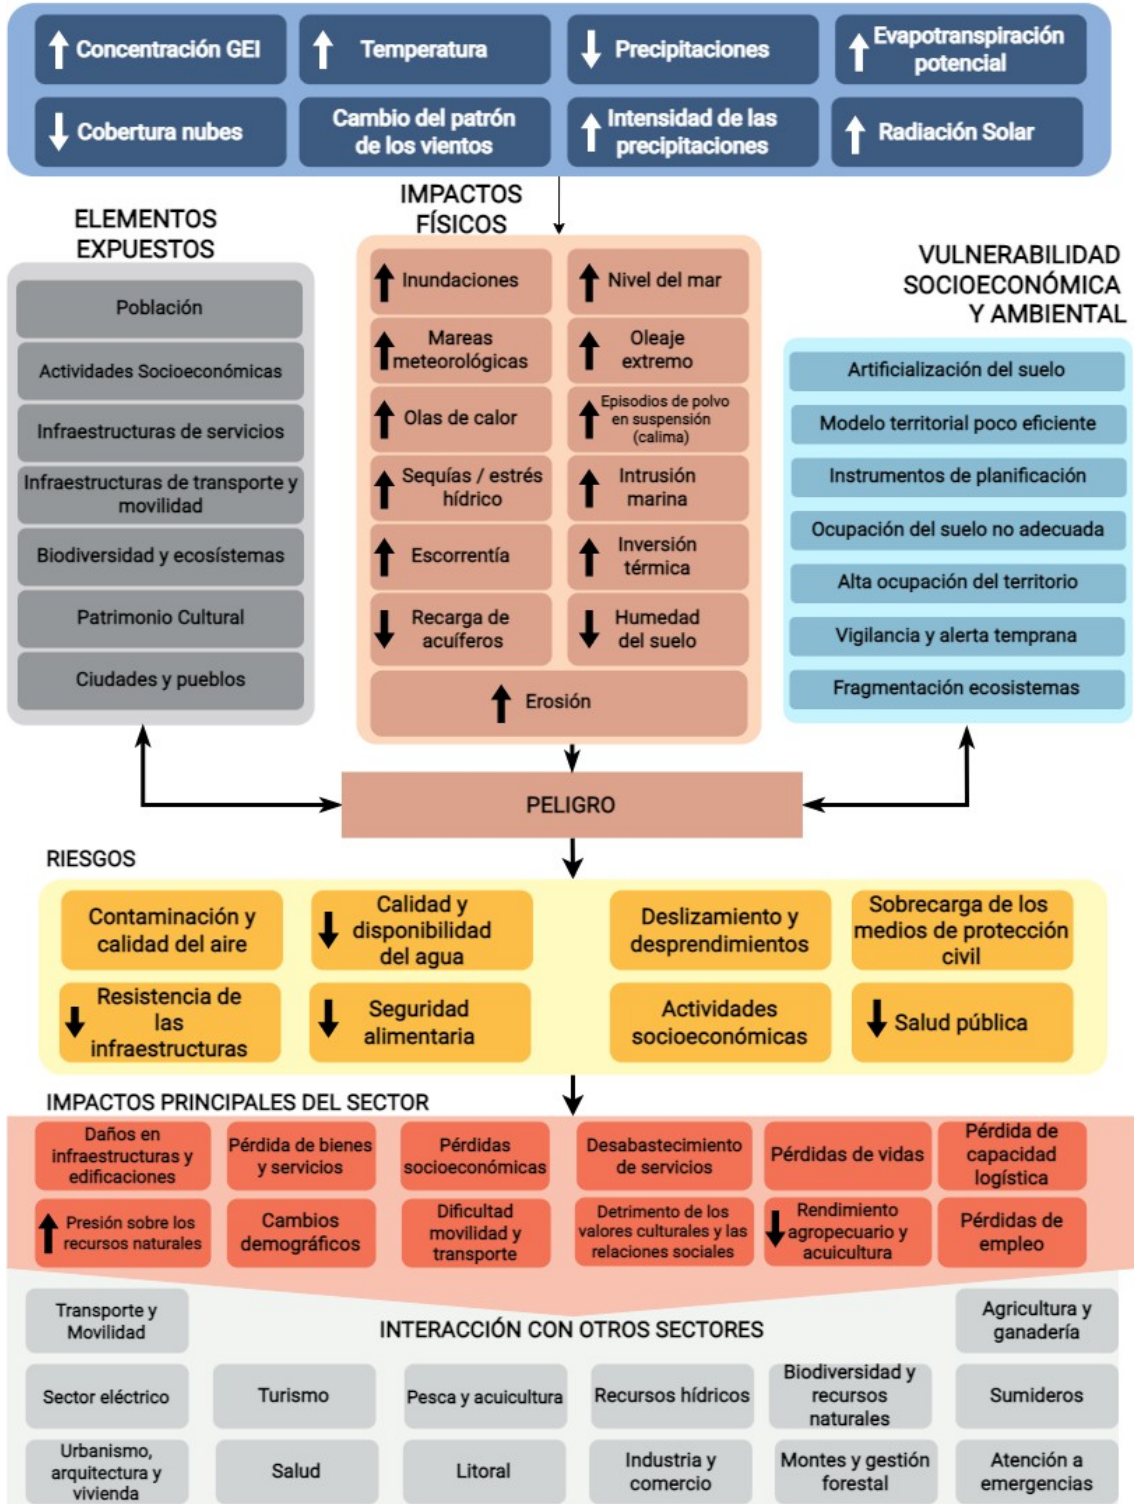 Concentración GEI
Temperatura
Precipitaciones
Evapotranspiración
potencial
Cobertura nubes
Cambio del patrón
de los vientos
Intensidad de las
precipitaciones
Radiación Solar
ELEMENTOS
EXPUESTOS
Población
Actividades Socioeconómicas
Infraestructuras de servicios
Infraestructuras de transporte y
movilidad
Biodiversidad y ecosístemas
Patrimonio Cultural
Ciudades y pueblos
IMPACTOS
FÍSICOS
Inundaciones
Nivel del mar
Mareas
meteorológicas
Oleaje
extremo
Olas de calor
Episodios de polvo
en suspensión
(calima)
Sequías / estrés
hídrico
Intrusión
marina
Escorrentía
Inversión
térmica
Recarga de
acuíferos
Humedad
del suelo
Erosión
VULNERABILIDAD
SOCIOECONÓMICA
Y AMBIENTAL
Artificialización del suelo
Modelo territorial poco eficiente
Instrumentos de planificación
Ocupación del suelo no adecuada
Alta ocupación del territorio
Vigilancia y alerta temprana
Fragmentación ecosistemas
PELIGRO
RIESGOS
Contaminación y
calidad del aire
Calidad y
disponibilidad
del agua
Deslizamiento y
desprendimientos
Sobrecarga de los
medios de protección
civil
Resistencia de
las
infraestructuras
Seguridad
alimentaria
Actividades
socioeconómicas
Salud pública
IMPACTOS PRINCIPALES DEL SECTOR
Daños en
infraestructuras y
edificaciones
Pérdida de bienes
y servicios
Pérdidas
socioeconómicas
Desabastecimiento
de servicios
Pérdidas de vidas
Pérdida de
capacidad
logística
Presión sobre los
recursos naturales
Cambios
demográficos
Dificultad
movilidad y
transporte
Detrimento de los
valores culturales y las
relaciones sociales
Rendimiento
agropecuario y
acuicultura
Pérdidas de
empleo
INTERACCIÓN CON OTROS SECTORES
Transporte y
Movilidad
Agricultura y
ganadería
Sector eléctrico
Turismo
Pesca y acuicultura
Recursos hídricos
Biodiversidad y
recursos
naturales
Sumideros
Urbanismo,
arquitectura y
vivienda
Salud
Litoral
Industria y
comercio
Montes y gestión
forestal
Atención a
emergencias